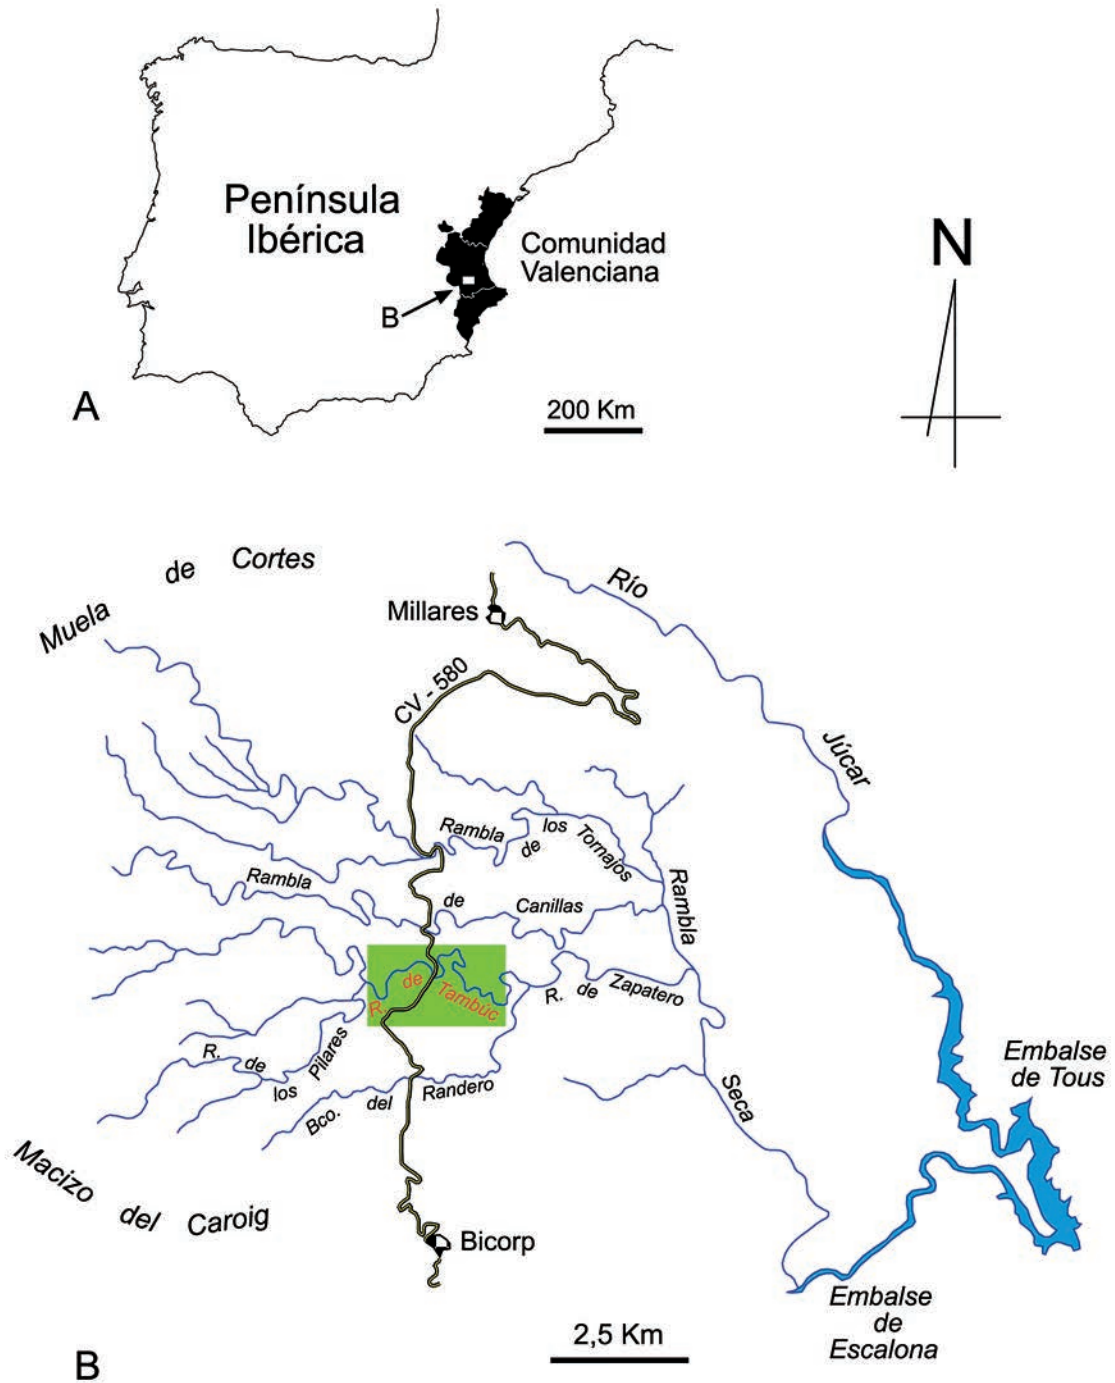 Península
Ibérica
Comunidad
Valenciana
B
A
200 Km
N
Muela de Cortes
Millares
Río Júcar
CV - 580
Rambla de los Tornajos
Rambla de Canillas
Rambla Seca
R. de Tambúc
R. de Zapatero
R. de los Pilares
Bco. del Randero
Macizo del Caroig
Bicorp
Embalse
de Tous
Embalse
de
Escalona
2,5 Km
B